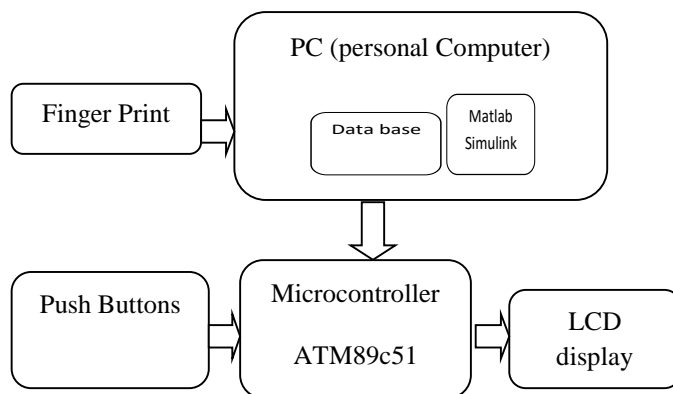 PC (personal Computer)
Finger Print
Data base
Matlab
Simulink
Push Buttons
Microcontroller
ATM89c51
LCD
display